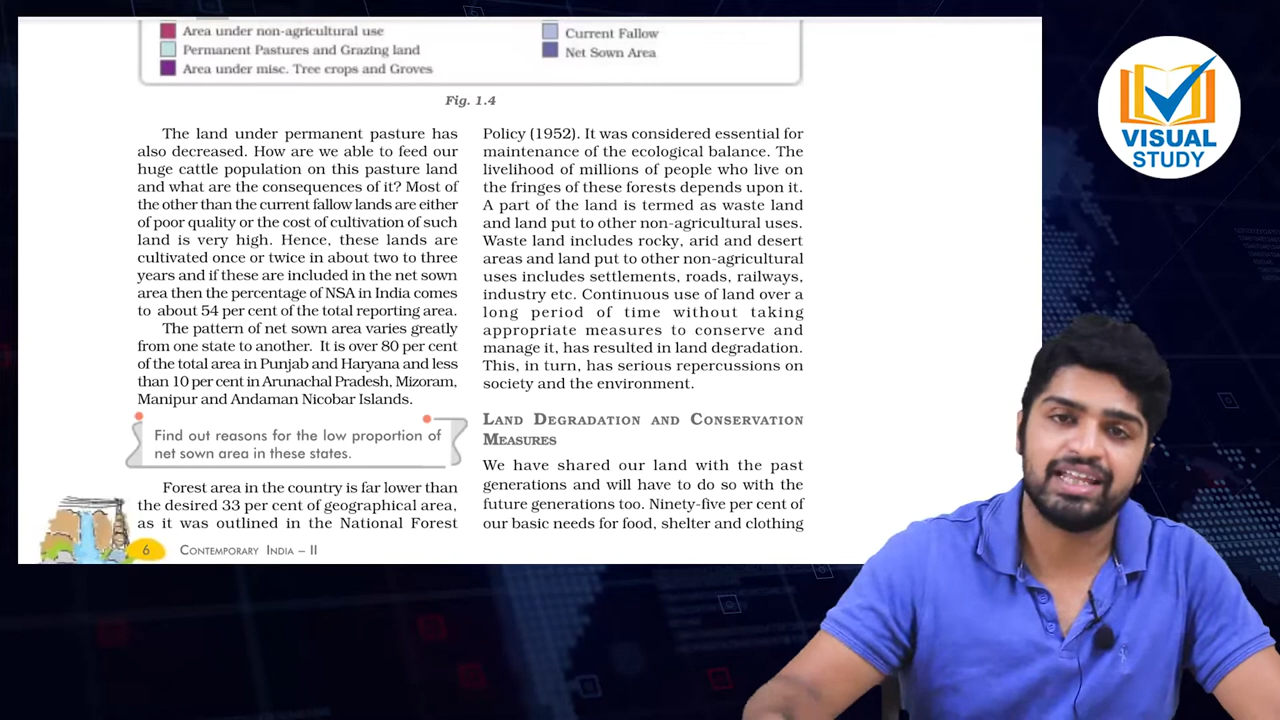 Area under non-agricultural use
Permanent Pastures and Grazing land
Area under misc. Tree crops and Groves
Current Fallow
Net Sown Area
Fig. 1.4
The land under permanent pasture has
also decreased. How are we able to feed our
huge cattle population on this pasture land
and what are the consequences of it? Most of
the other than the current fallow lands are either
of poor quality or the cost of cultivation of such
land is very high. Hence, these lands are
cultivated once or twice in about two to three
years and if these are included in the net sown
area then the percentage of NSA in India comes
to about 54 per cent of the total reporting area.
The pattern of net sown area varies greatly
from one state to another. It is over 80 per cent
of the total area in Punjab and Haryana and less
than 10 per cent in Arunachal Pradesh, Mizoram,
Manipur and Andaman Nicobar Islands.
Find out reasons for the low proportion of
net sown area in these states.
Forest area in the country is far lower than
the desired 33 per cent of geographical area,
as it was outlined in the National Forest
Policy (1952). It was considered essential for
maintenance of the ecological balance. The
livelihood of millions of people who live on
the fringes of these forests depends upon it.
A part of the land is termed as waste land
and land put to other non-agricultural uses.
Waste land includes rocky, arid and desert
areas and land put to other non-agricultural
uses includes settlements, roads, railways,
industry etc. Continuous use of land over a
long period of time without taking
appropriate measures to conserve and
manage it, has resulted in land degradation.
This, in turn, has serious repercussions on
society and the environment.
LAND DEGRADATION AND CONSERVATION
MEASURES
We have shared our land with the past
generations and will have to do so with the
future generations too. Ninety-five per cent of
our basic needs for food, shelter and clothing
6 CONTEMPORARY INDIA – II
VISUAL
STUDY